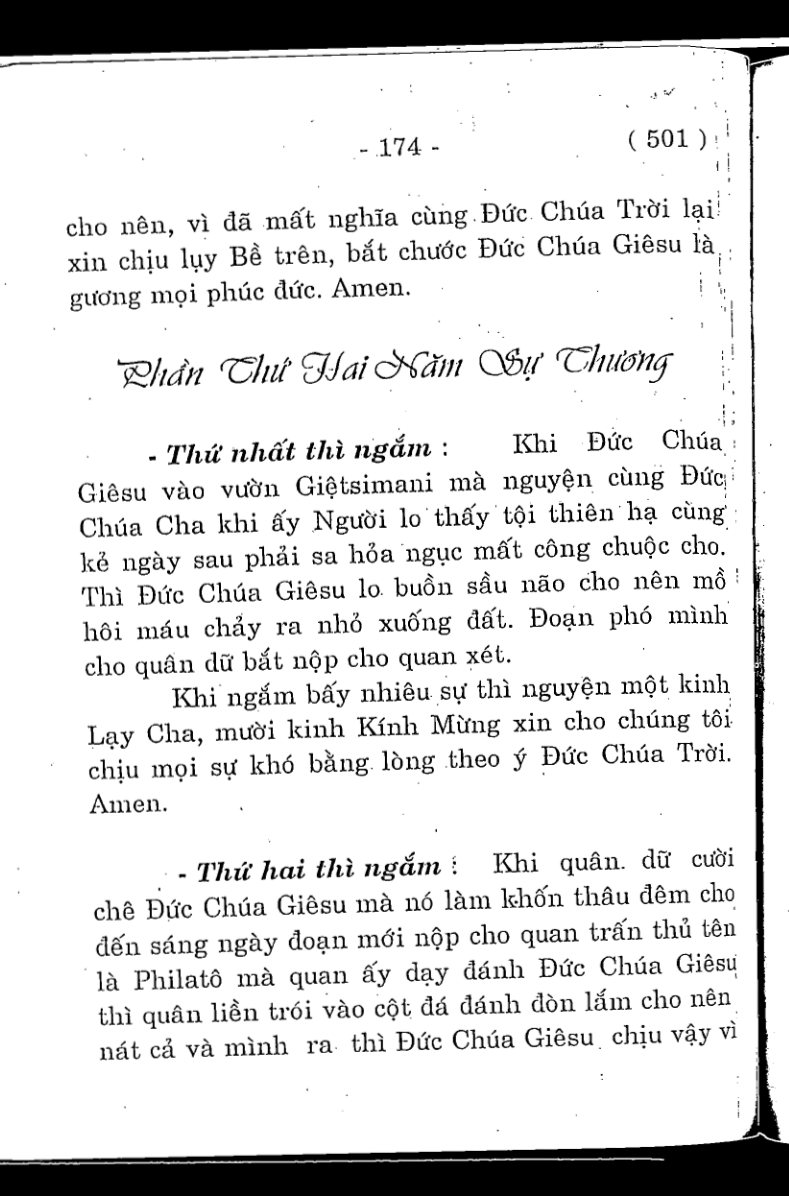 - 174 -
( 501 )
cho nên, vì đã mất nghĩa cùng Đức Chúa Trời lại
xin chịu lụy Bề trên, bắt chước Đức Chúa Giêsu là
gương mọi phúc đức. Amen.
Phần Thứ Hai Năm Sự Thương
- Thứ nhất thì ngắm : Khi Đức Chúa
Giêsu vào vườn Giệtsimani mà nguyện cùng Đức
Chúa Cha khi ấy Người lo thấy tội thiên hạ cùng
kẻ ngày sau phải sa hỏa ngục mất công chuộc cho.
Thì Đức Chúa Giêsu lo buồn sầu não cho nên mồ
hôi máu chảy ra nhỏ xuống đất. Đoạn phó mình
cho quân dữ bắt nộp cho quan xét.
Khi ngắm bấy nhiêu sự thì nguyện một kinh
Lạy Cha, mười kinh Kính Mừng xin cho chúng tôi
chịu mọi sự khó bằng lòng theo ý Đức Chúa Trời.
Amen.
- Thứ hai thì ngắm : Khi quân dữ cười
chê Đức Chúa Giêsu mà nó làm khốn thâu đêm cho
đến sáng ngày đoạn mới nộp cho quan trấn thủ tên
là Philatô mà quan ấy dạy đánh Đức Chúa Giêsu
thì quân liền trói vào cột đá đánh đòn lắm cho nên
nát cả và mình ra thì Đức Chúa Giêsu chịu vậy vì